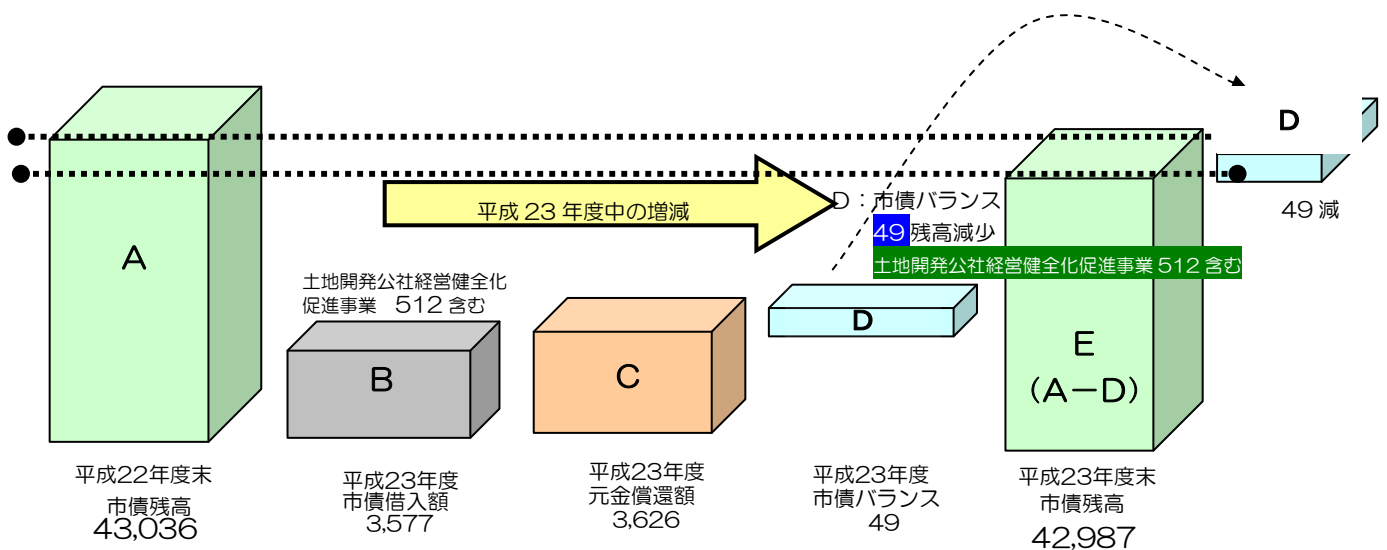 D
49 減
平成 23 年度中の増減
D：市債バランス
49 残高減少
土地開発公社経営健全化促進事業 512 含む
A
土地開発公社経営健全化
促進事業　512 含む
B
C
D
E
(A－D)
平成22年度末
市債残高
43,036
平成23年度
市債借入額
3,577
平成23年度
元金償還額
3,626
平成23年度
市債バランス
49
平成23年度末
市債残高
42,987